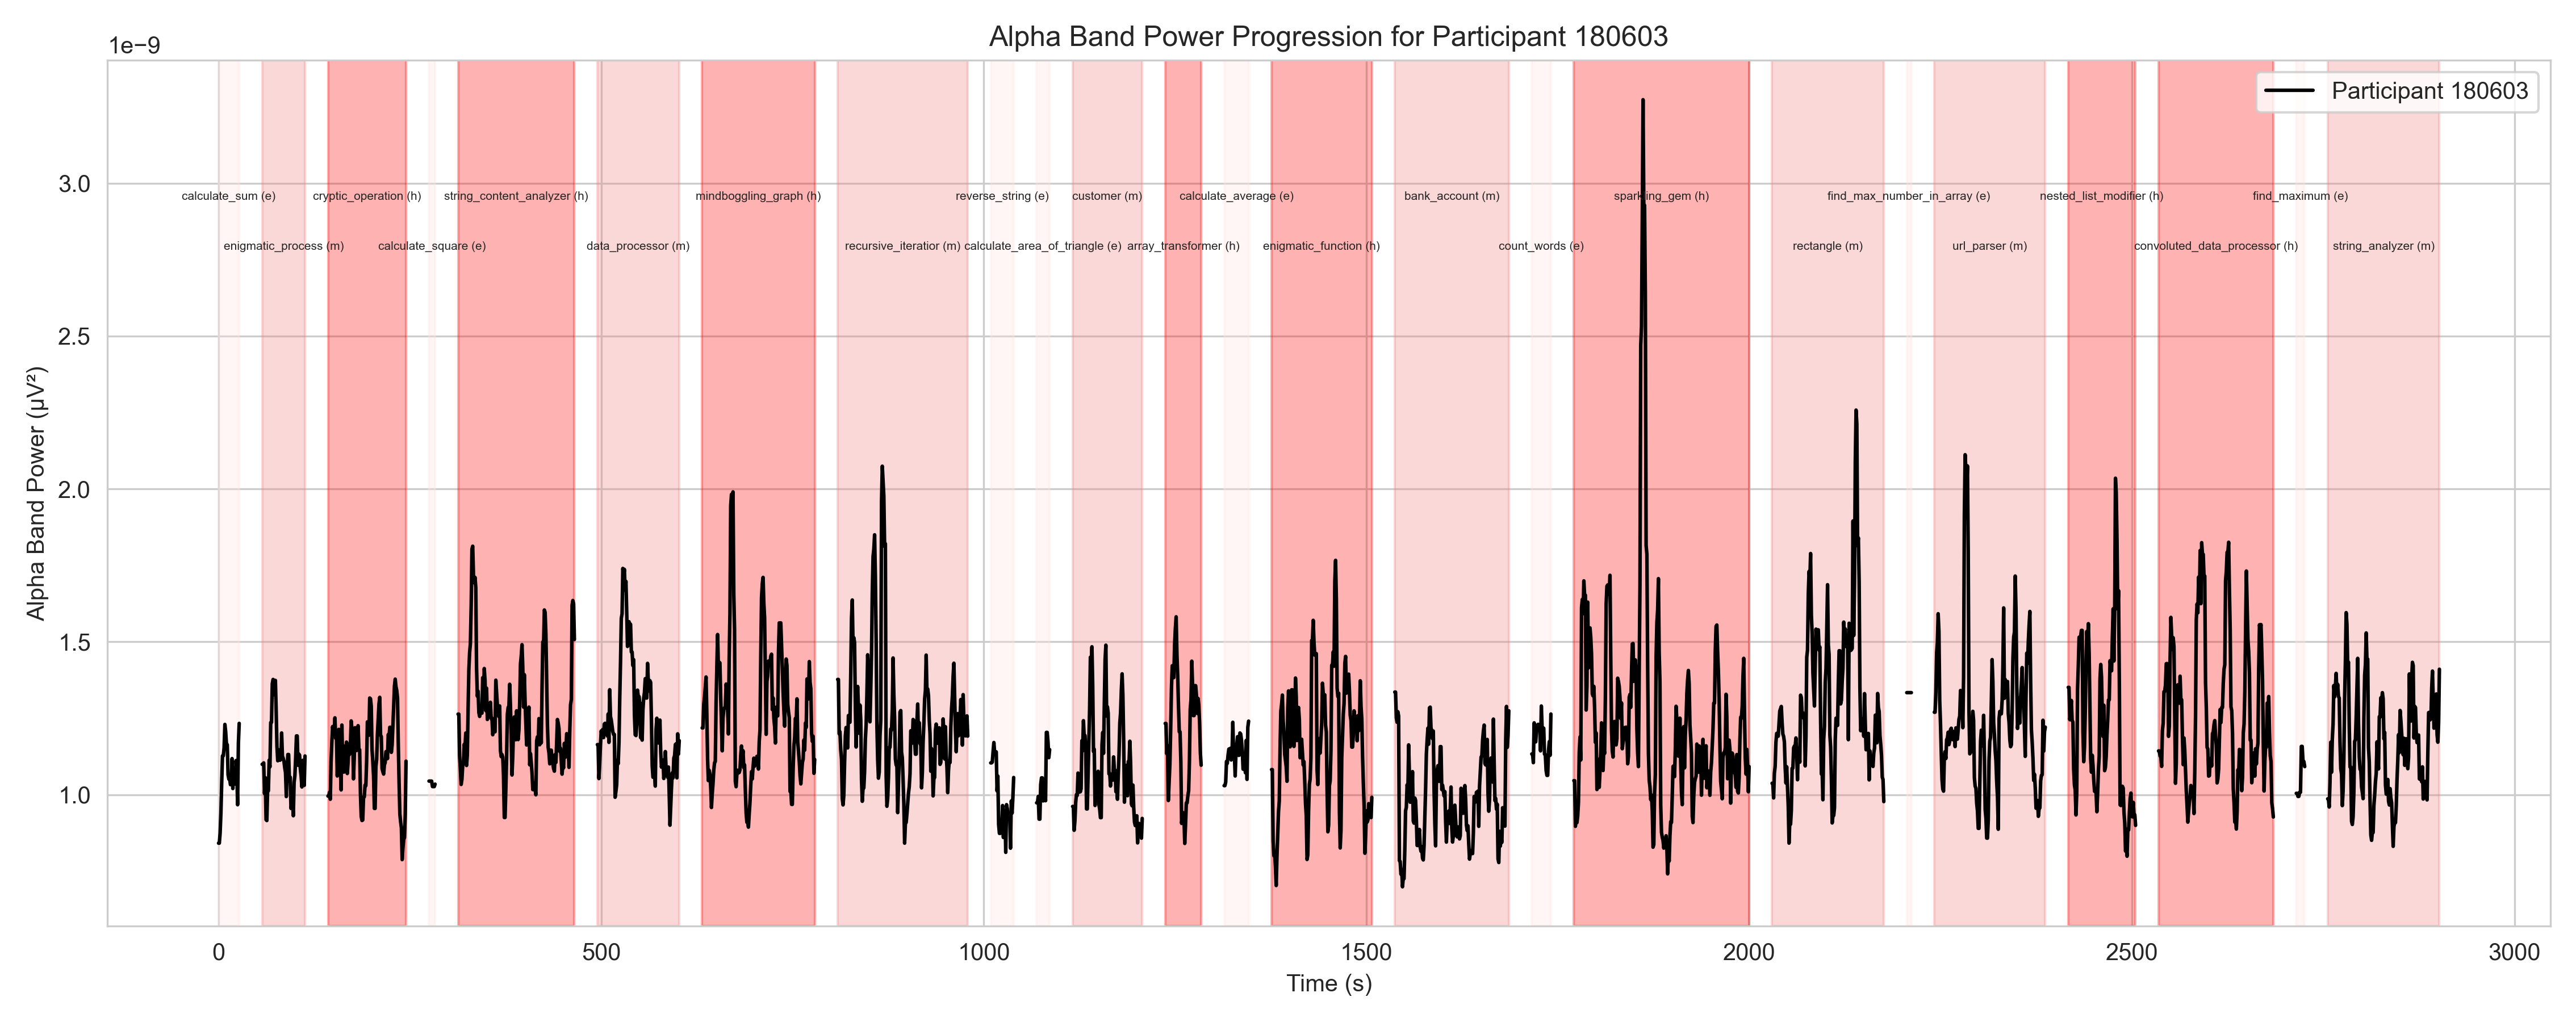 Alpha Band Power Progression for Participant 180603
1e−9
Participant 180603
3.0
2.5
2.0
1.5
1.0
Alpha Band Power (µV²)
calculate_sum (e)
cryptic_operation (h)
string_content_analyzer (h)
mindboggling_graph (h)
reverse_string (e)
customer (m)
calculate_average (e)
bank_account (m)
sparkling_gem (h)
find_max_number_in_array (e)
nested_list_modifier (h)
find_maximum (e)
enigmatic_process (m)
calculate_square (e)
data_processor (m)
recursive_iteratior (m)
calculate_area_of_triangle (e)
array_transformer (h)
enigmatic_function (h)
count_words (e)
rectangle (m)
url_parser (m)
convoluted_data_processor (h)
string_analyzer (m)
0
500
1000
1500
2000
2500
3000
Time (s)